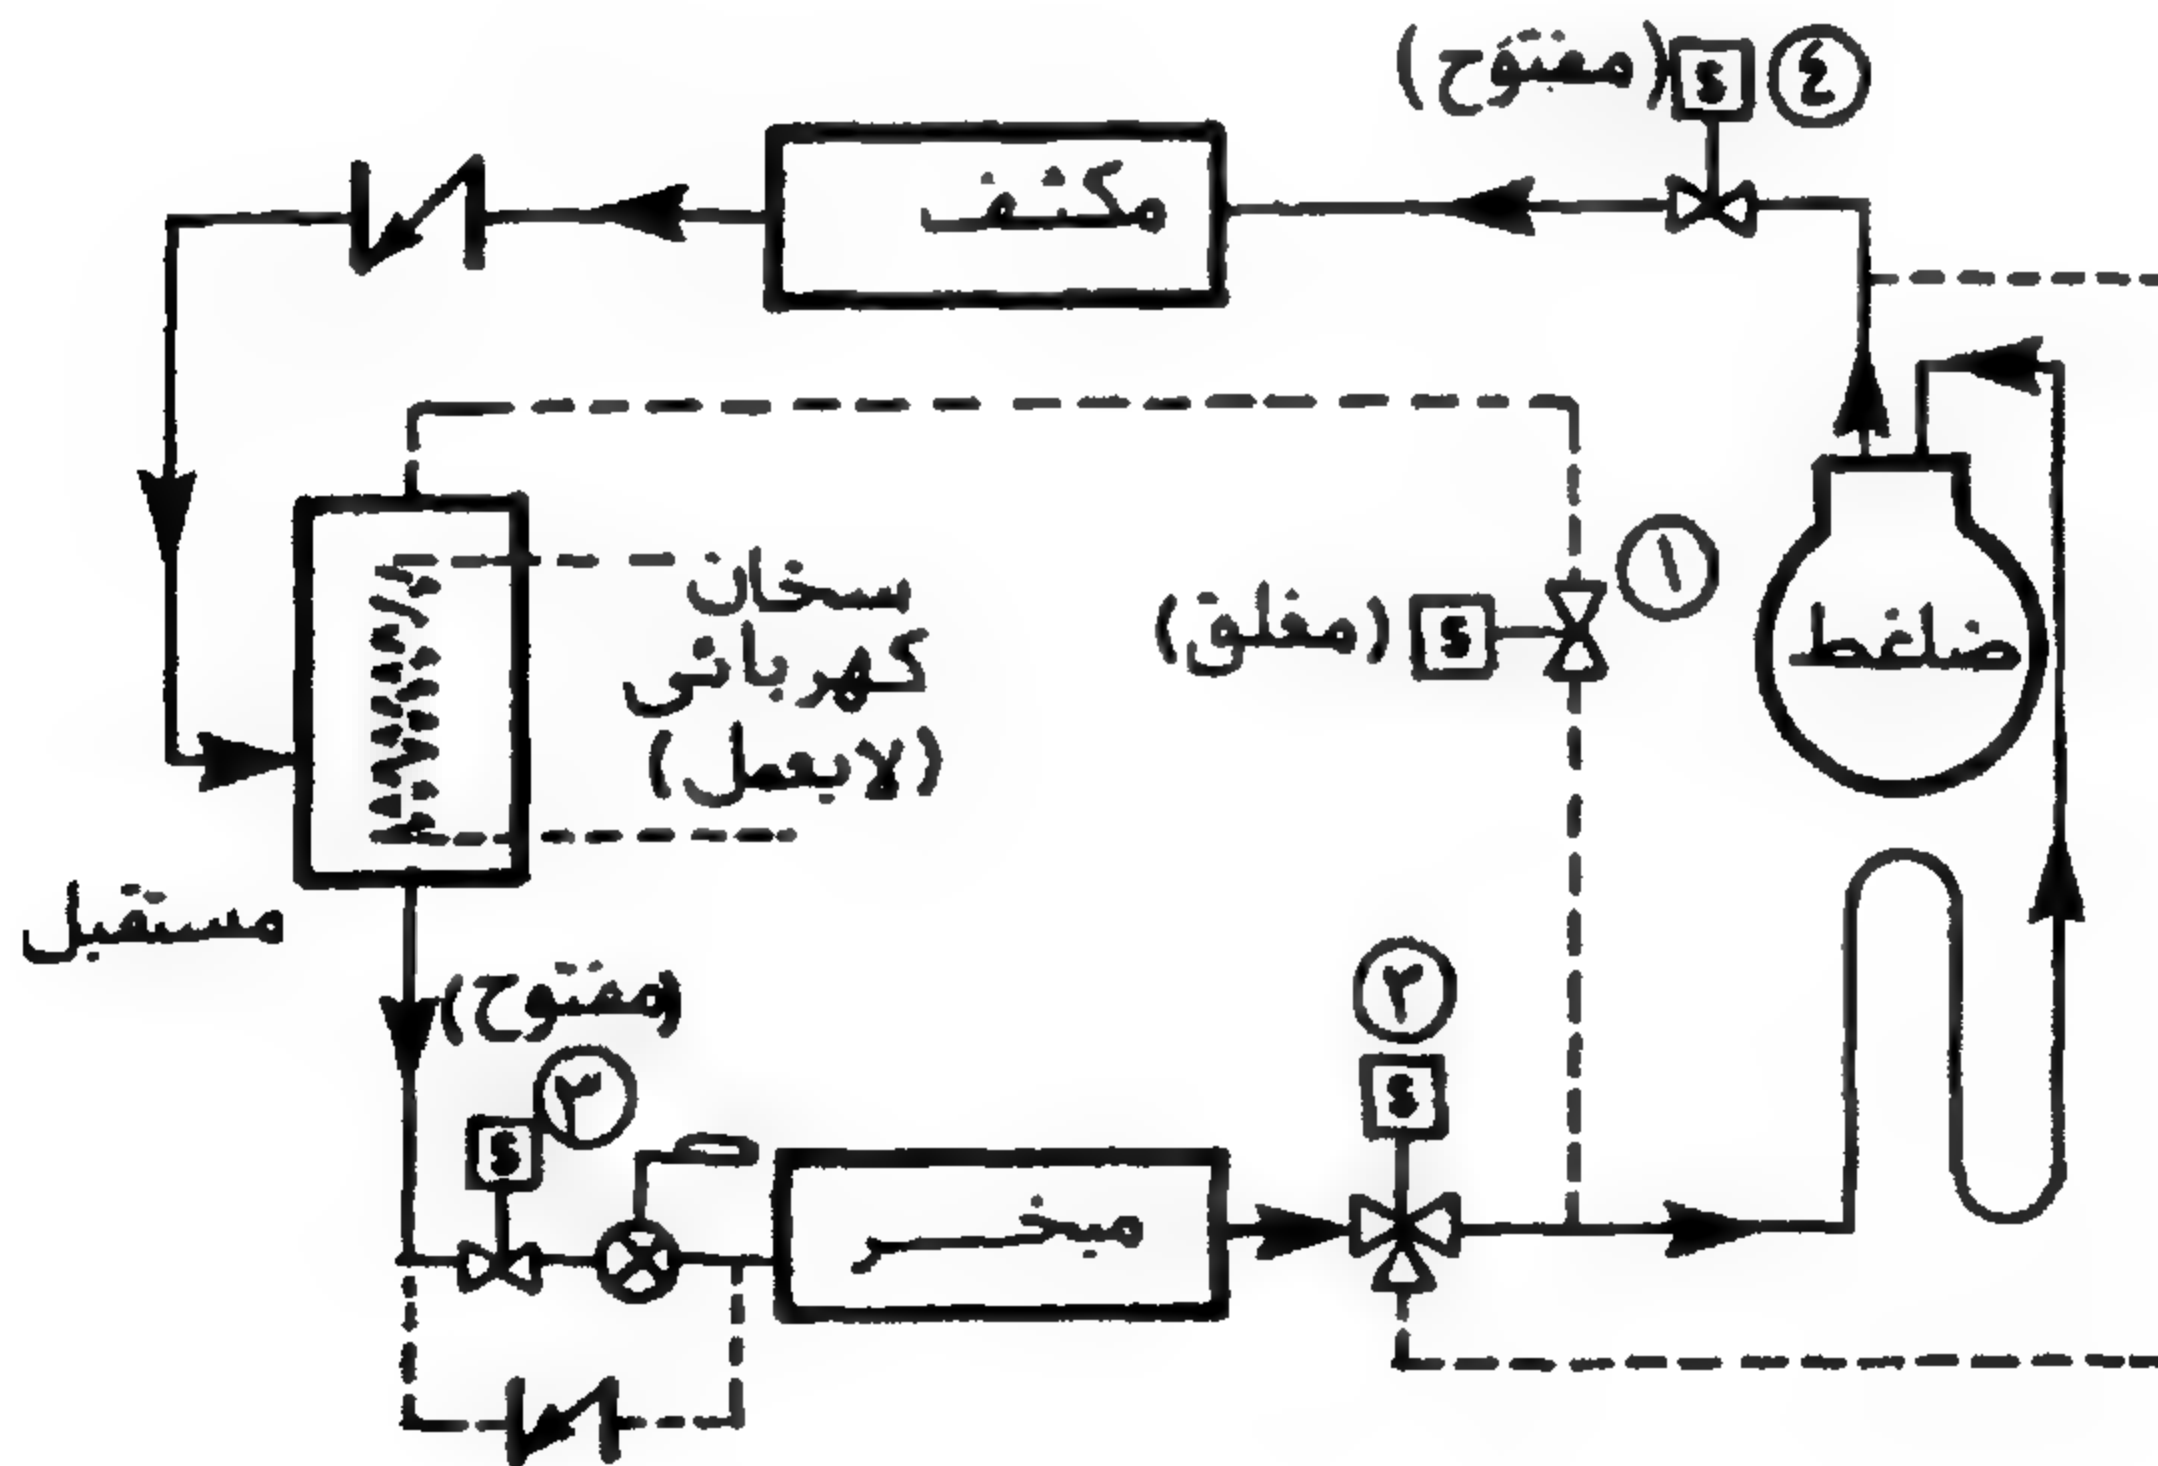 (مفتوح) S ٤
مكثف
سخان
كهربائى
(لايعمل)
(مغلق) S ١
ضاغط
مستقبل
(مفتوح)
٢
S
٣
S
مبخر